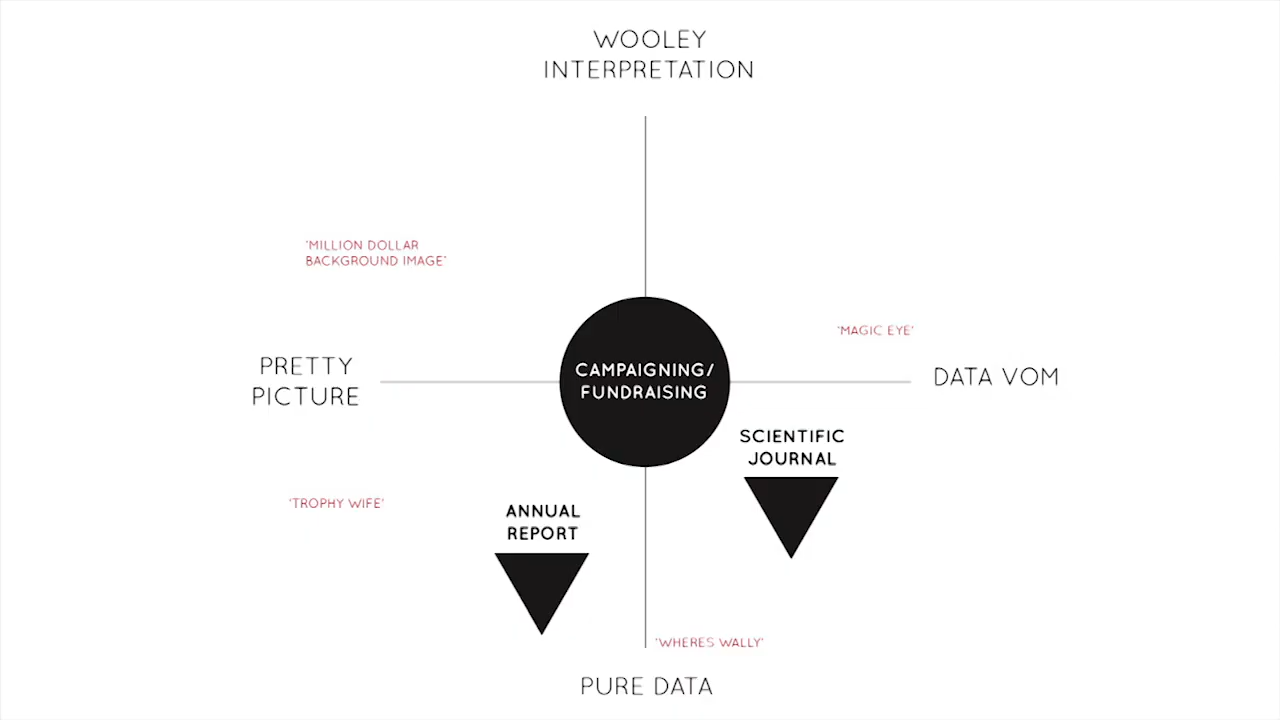 WOOLEY
INTERPRETATION
'MILLION DOLLAR
BACKGROUND IMAGE'
'MAGIC EYE'
PRETTY
PICTURE
CAMPAIGNING/
FUNDRAISING
DATA VOM
SCIENTIFIC
JOURNAL
'TROPHY WIFE'
ANNUAL
REPORT
'WHERES WALLY'
PURE DATA